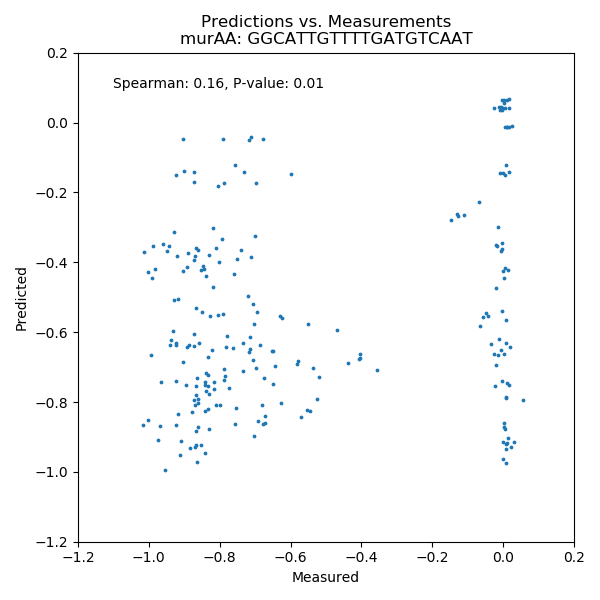 Predictions vs. Measurements
murAA: GGCATTGTTTTGATGTCAAT
Spearman: 0.16, P-value: 0.01
Predicted
0.2
0.0
−0.2
−0.4
−0.6
−0.8
−1.0
−1.2
−1.2 −1.0 −0.8 −0.6 −0.4 −0.2 0.0 0.2
Measured